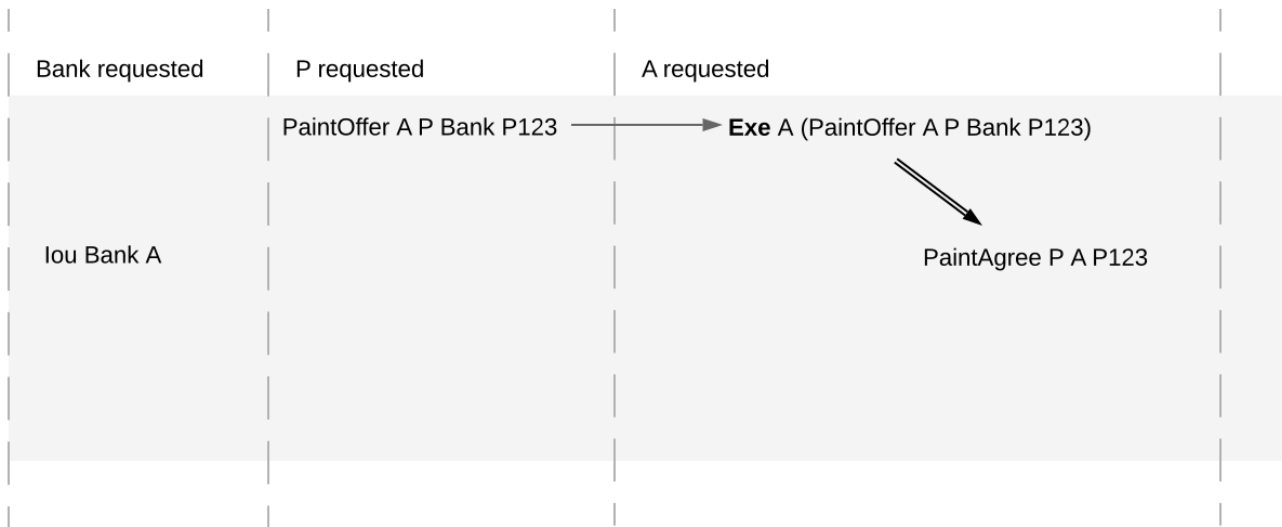 Bank requested
P requested
A requested
PaintOffer A P Bank P123
Exe A (PaintOffer A P Bank P123)
Iou Bank A
PaintAgree P A P123